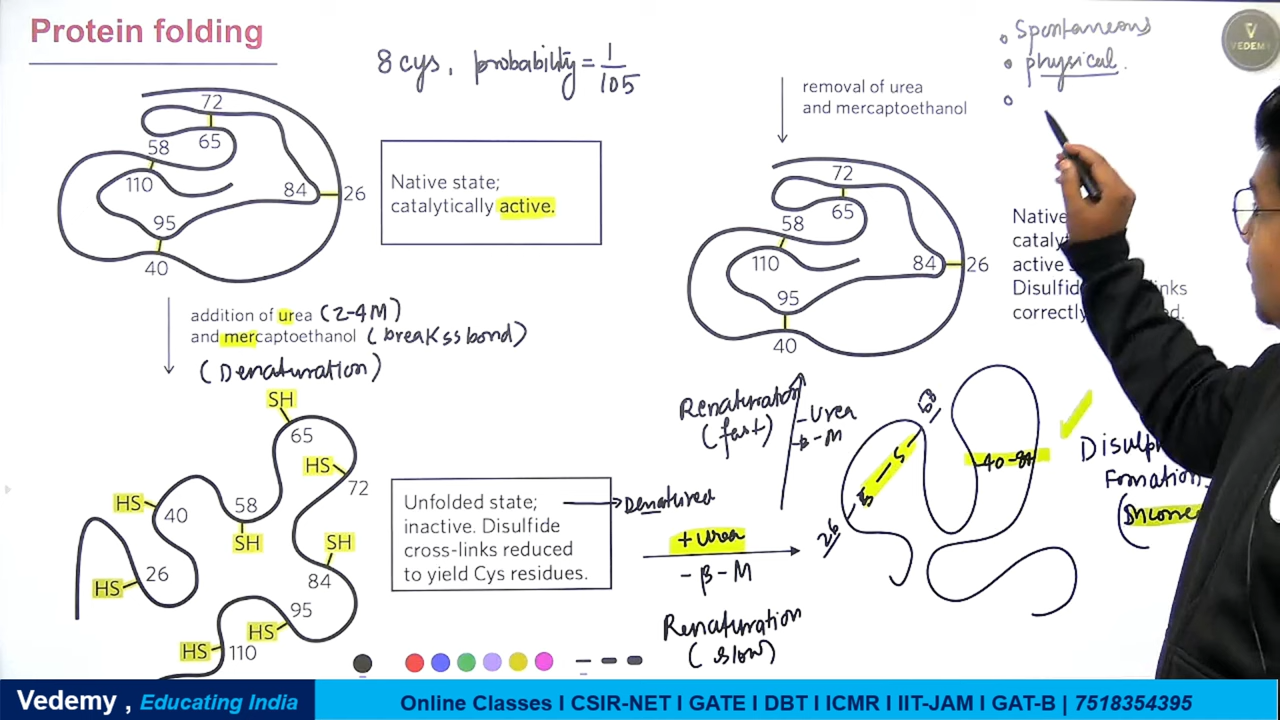 Protein folding
8 cys, probability = 1/105
72
65
58
110
84
26
95
40
Native state;
catalytically active.
addition of urea (2-4M)
and mercaptoethanol (breaks ss bond)
(Denaturation)
SH
65
HS
72
HS
40
58
SH
SH
84
26
HS
95
HS
HS
110
Unfolded state;
inactive. Disulfide
cross-links reduced
to yield Cys residues.
Denatured
+ urea
- β - M
Renaturation
(slow)
removal of urea
and mercaptoethanol
72
65
58
110
84
26
95
40
Spontaneous
physical.
VEDEMY
Native
active
Disulfide
correctly
Renaturation
(fast)
- urea
- β - M
26
S
S
58
40-84
Formation
Vedemy , Educating India
Online Classes I CSIR-NET I GATE I DBT I ICMR I IIT-JAM I GAT-B | 7518354395